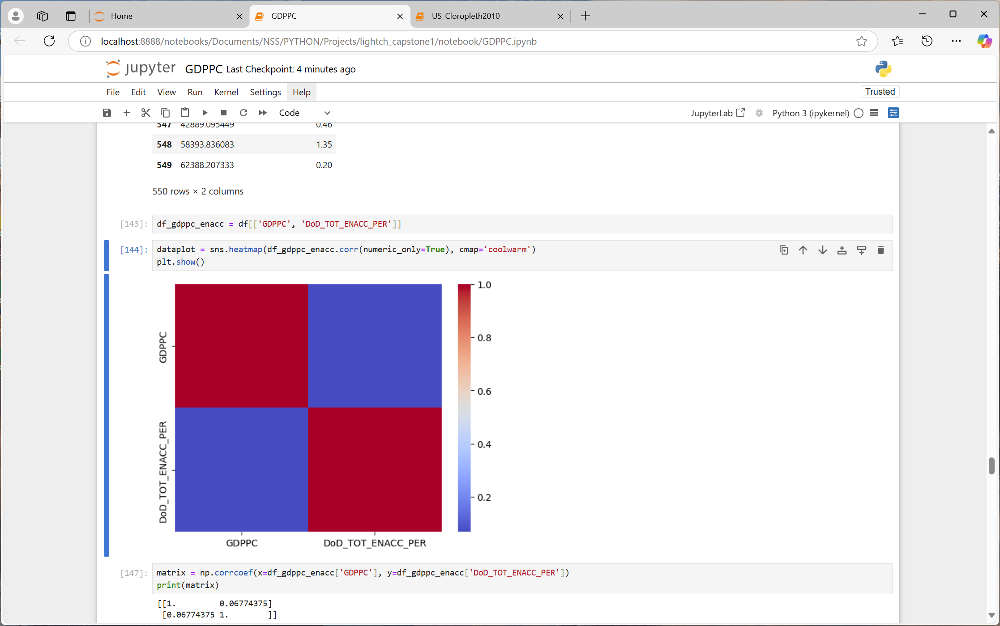 Home
GDPPC
US_Cloropleth2010
localhost:8888/notebooks/Documents/NSS/PYTHON/Projects/lightch_capstone1/notebook/GDPPC.ipynb
jupyter GDPPC Last Checkpoint: 4 minutes ago
File Edit View Run Kernel Settings Help
Trusted
Code
JupyterLab
Python 3 (ipykernel)
547 42889.095449 0.46
548 58393.836083 1.35
549 62388.207333 0.20
550 rows × 2 columns
[143]: df_gdppc_enacc = df[['GDPPC', 'DoD_TOT_ENACC_PER']]
[144]: dataplot = sns.heatmap(df_gdppc_enacc.corr(numeric_only=True), cmap='coolwarm')
plt.show()
GDPPC
DoD_TOT_ENACC_PER
GDPPC DoD_TOT_ENACC_PER
1.0
0.8
0.6
0.4
0.2
[147]: matrix = np.corrcoef(x=df_gdppc_enacc['GDPPC'], y=df_gdppc_enacc['DoD_TOT_ENACC_PER'])
print(matrix)
[[1. 0.06774375]
[0.06774375 1. ]]